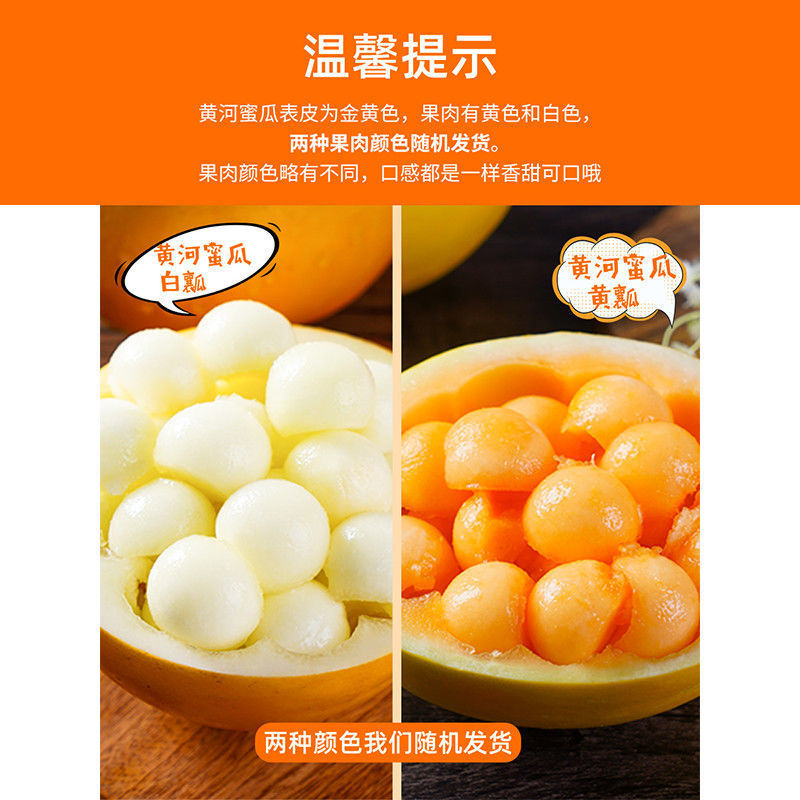 温馨提示
黄河蜜瓜表皮为金黄色，果肉有黄色和白色，
两种果肉颜色随机发货。
果肉颜色略有不同，口感都是一样香甜可口哦
黄河蜜瓜
白瓤
黄河蜜瓜
黄瓤
两种颜色我们随机发货